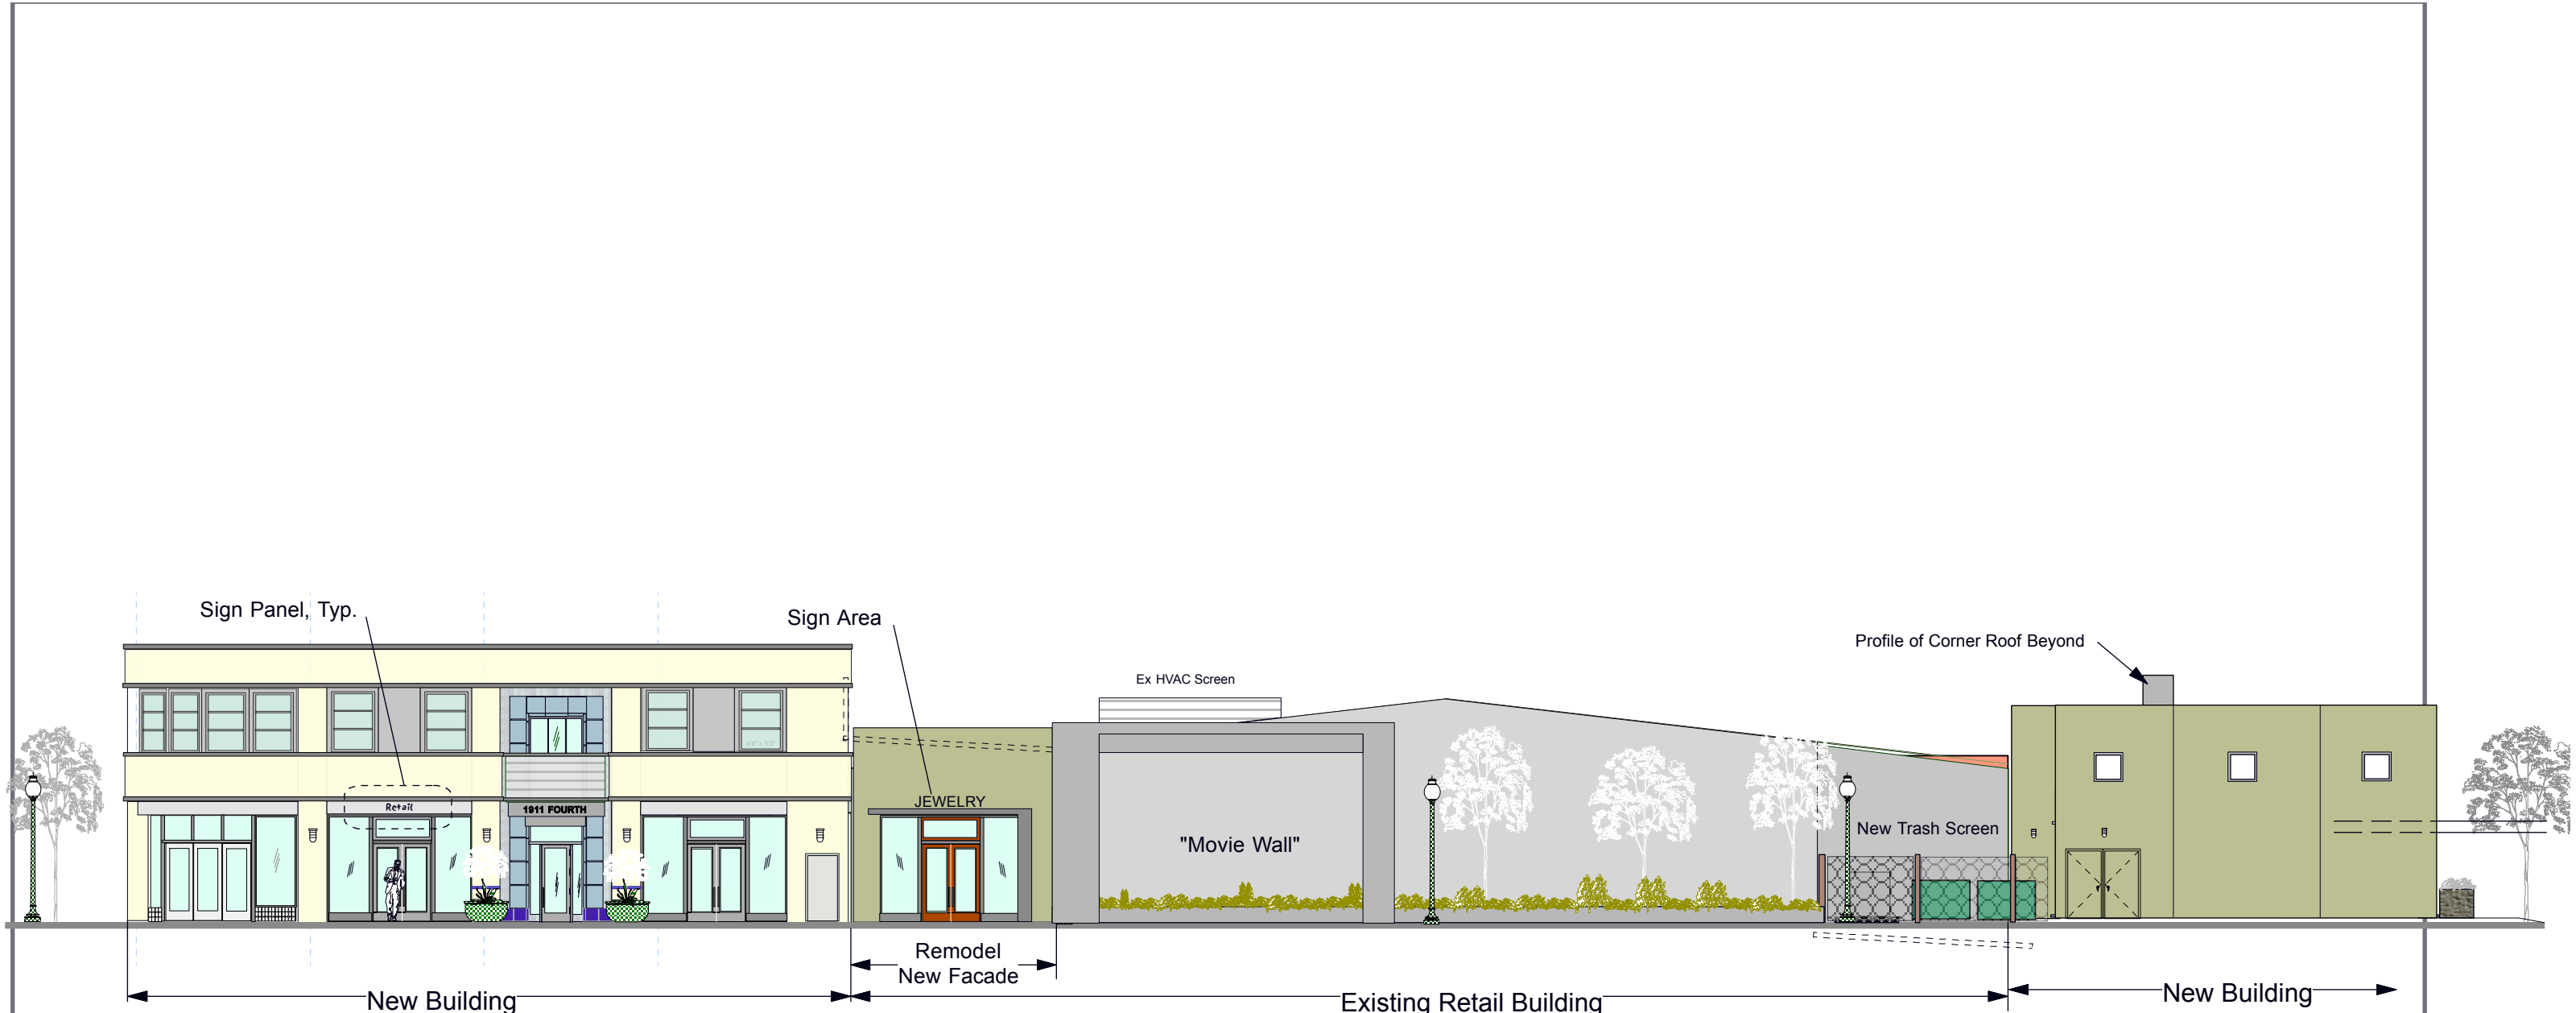 Sign Panel, Typ.
Sign Area
Profile of Corner Roof Beyond
Ex HVAC Screen
Retail
1911 FOURTH
JEWELRY
"Movie Wall"
New Trash Screen
Remodel
New Facade
New Building
Existing Retail Building
New Building